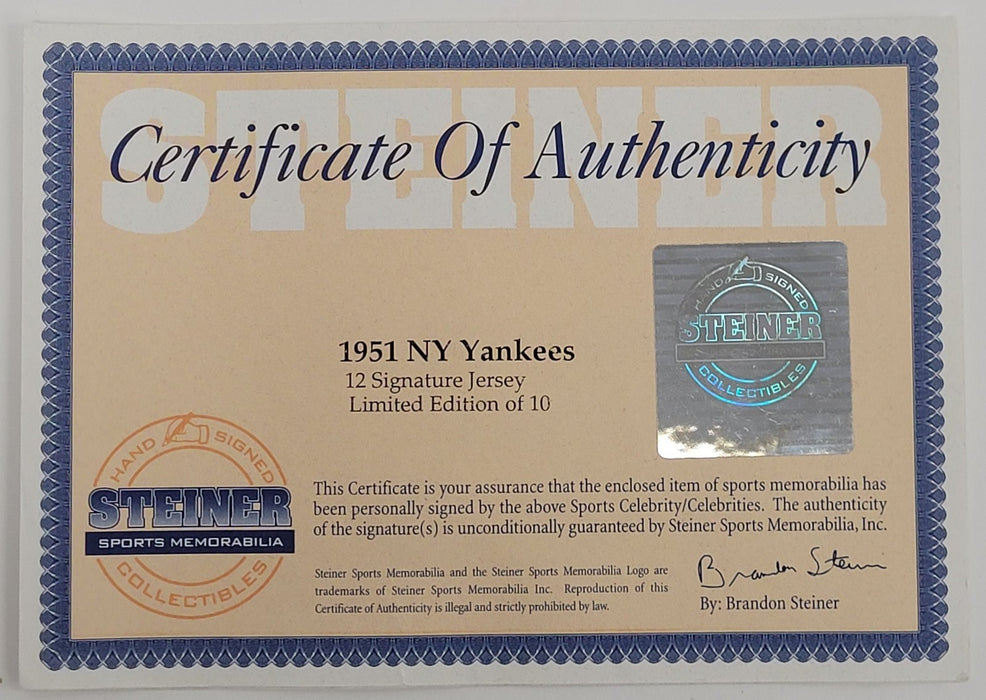 STEINER
Certificate Of Authenticity
HAND SIGNED
STEINER
COLLECTIBLES
1951 NY Yankees
12 Signature Jersey
Limited Edition of 10
HAND SIGNED
STEINER
SPORTS MEMORABILIA
COLLECTIBLES
This Certificate is your assurance that the enclosed item of sports memorabilia has
been personally signed by the above Sports Celebrity/Celebrities. The authenticity
of the signature(s) is unconditionally guaranteed by Steiner Sports Memorabilia, Inc.
Steiner Sports Memorabilia and the Steiner Sports Memorabilia Logo are
trademarks of Steiner Sports Memorabilia Inc. Reproduction of this
Certificate of Authenticity is illegal and strictly prohibited by law.
Brandon Steiner
By: Brandon Steiner